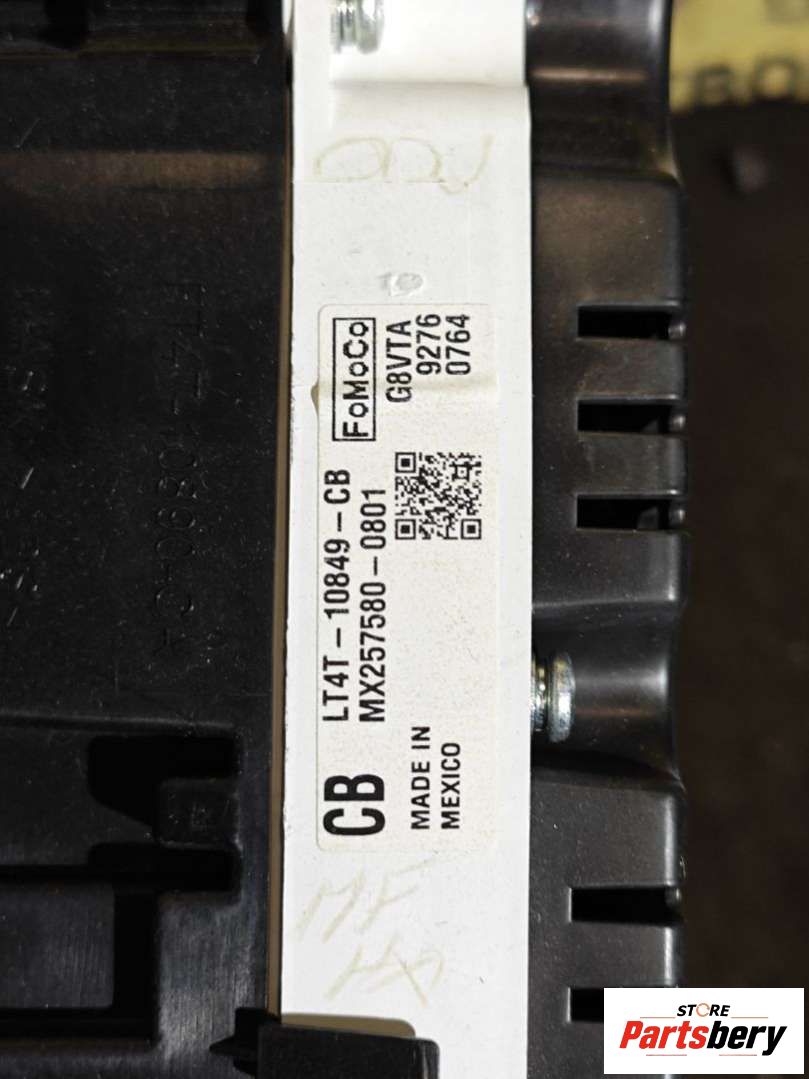 CB
LT4T-10849-CB
MX257580-0801
FoMoCo
G8VTA
9276
0764
MADE IN
MEXICO
STORE
Partsbery